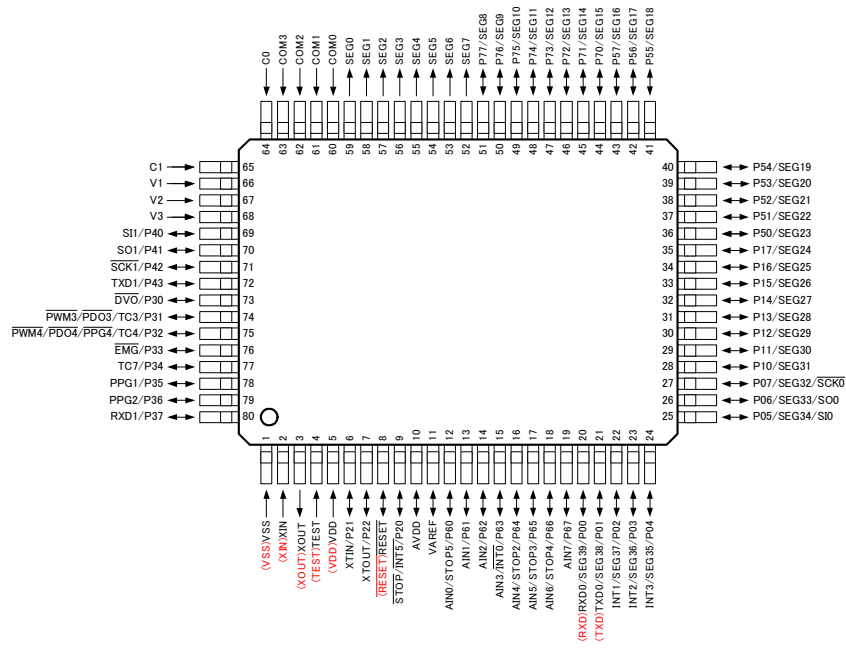 C0
COM3
COM2
COM1
COM0
SEG0
SEG1
SEG2
SEG3
SEG4
SEG5
SEG6
SEG7
P77/SEG8
P76/SEG9
P75/SEG10
P74/SEG11
P73/SEG12
P72/SEG13
P71/SEG14
P70/SEG15
P57/SEG16
P56/SEG17
P55/SEG18
64
63
62
61
60
59
58
57
56
55
54
53
52
51
50
49
48
47
46
45
44
43
42
41
C1 65
V1 66
V2 67
V3 68
SI1/P40 69
SO1/P41 70
SCK1/P42 71
TXD1/P43 72
DVO/P30 73
PWM3/PDO3/TC3/P31 74
PWM4/PDO4/PPG4/TC4/P32 75
EMG/P33 76
TC7/P34 77
PPG1/P35 78
PPG2/P36 79
RXD1/P37 80
40 P54/SEG19
39 P53/SEG20
38 P52/SEG21
37 P51/SEG22
36 P50/SEG23
35 P17/SEG24
34 P16/SEG25
33 P15/SEG26
32 P14/SEG27
31 P13/SEG28
30 P12/SEG29
29 P11/SEG30
28 P10/SEG31
27 P07/SEG32/SCK0
26 P06/SEG33/SO0
25 P05/SEG34/SI0
1
2
3
4
5
6
7
8
9
10
11
12
13
14
15
16
17
18
19
20
21
22
23
24
(VSS)VSS
(XIN)XIN
(XOUT)XOUT
(TEST)TEST
(VDD)VDD
XTIN/P21
XTOUT/P22
(RESET)RESET
STOP/INT5/P20
AVDD
VAREF
AIN0/STOP5/P60
AIN1/P61
AIN2/P62
AIN3/INT0/P63
AIN4/STOP2/P64
AIN5/STOP3/P65
AIN6/STOP4/P66
AIN7/P67
(RXD)RXD0/SEG39/P00
(TXD)TXD0/SEG38/P01
INT1/SEG37/P02
INT2/SEG36/P03
INT3/SEG35/P04